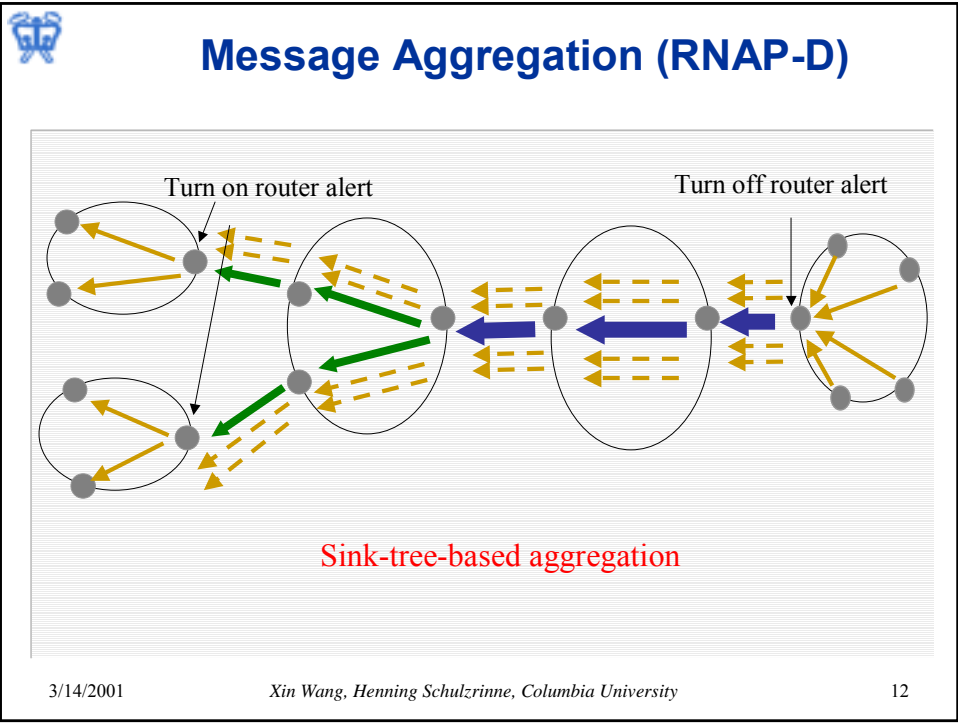 Message Aggregation (RNAP-D)
Turn on router alert
Turn off router alert
Sink-tree-based aggregation
3/14/2001
Xin Wang, Henning Schulzrinne, Columbia University
12